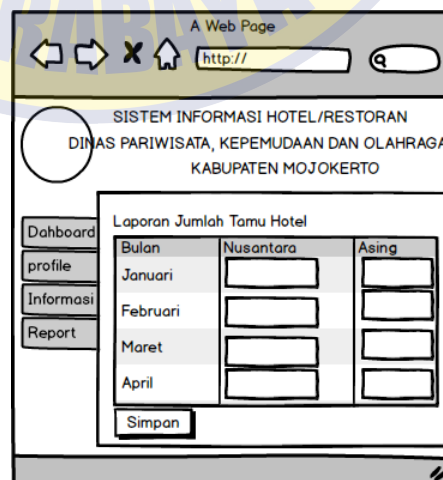 A Web Page
http://
SISTEM INFORMASI HOTEL/RESTORAN
DINAS PARIWISATA, KEPEMUDAAN DAN OLAHRAGA
KABUPATEN MOJOKERTO
Dahboard
profile
Informasi
Report
Laporan Jumlah Tamu Hotel
Bulan Nusantara Asing
Januari
Februari
Maret
April
Simpan